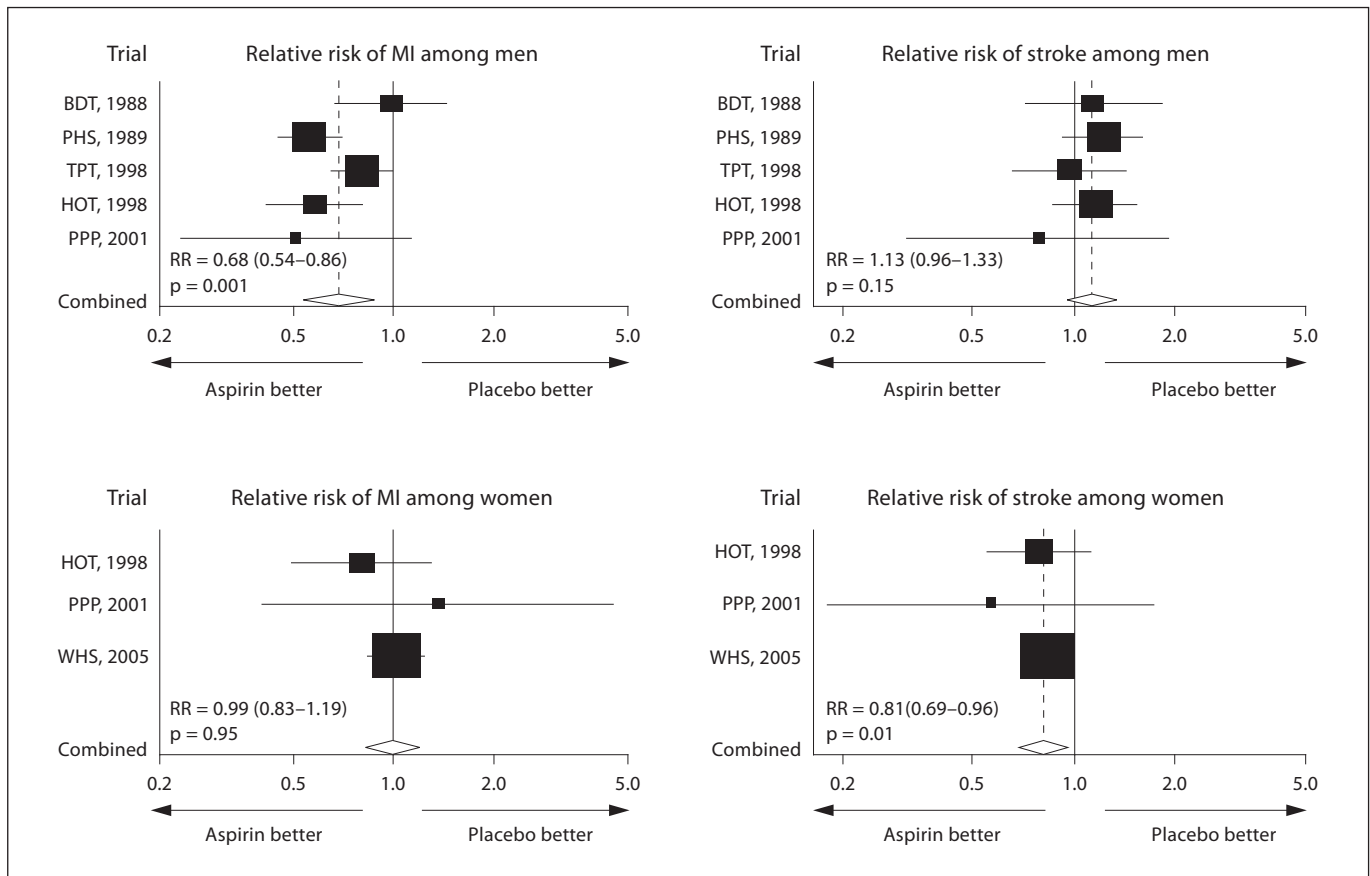 Trial Relative risk of MI among men
BDT, 1988
PHS, 1989
TPT, 1998
HOT, 1998
PPP, 2001
RR = 0.68 (0.54–0.86)
p = 0.001
Combined
0.2 0.5 1.0 2.0 5.0
Aspirin better Placebo better
Trial Relative risk of stroke among men
BDT, 1988
PHS, 1989
TPT, 1998
HOT, 1998
PPP, 2001
RR = 1.13 (0.96–1.33)
p = 0.15
Combined
0.2 0.5 1.0 2.0 5.0
Aspirin better Placebo better
Trial Relative risk of MI among women
HOT, 1998
PPP, 2001
WHS, 2005
RR = 0.99 (0.83–1.19)
p = 0.95
Combined
0.2 0.5 1.0 2.0 5.0
Aspirin better Placebo better
Trial Relative risk of stroke among women
HOT, 1998
PPP, 2001
WHS, 2005
RR = 0.81(0.69–0.96)
p = 0.01
Combined
0.2 0.5 1.0 2.0 5.0
Aspirin better Placebo better